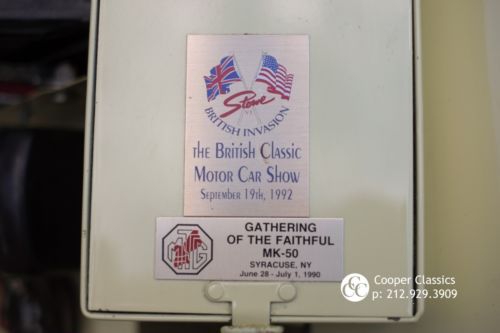 Stowe
BRITISH INVASION
the British Classic
Motor Car Show
September 19th, 1992
GATHERING
OF THE FAITHFUL
MK-50
SYRACUSE, NY
June 28 - July 1, 1990
Cooper Classics
p: 212.929.3909